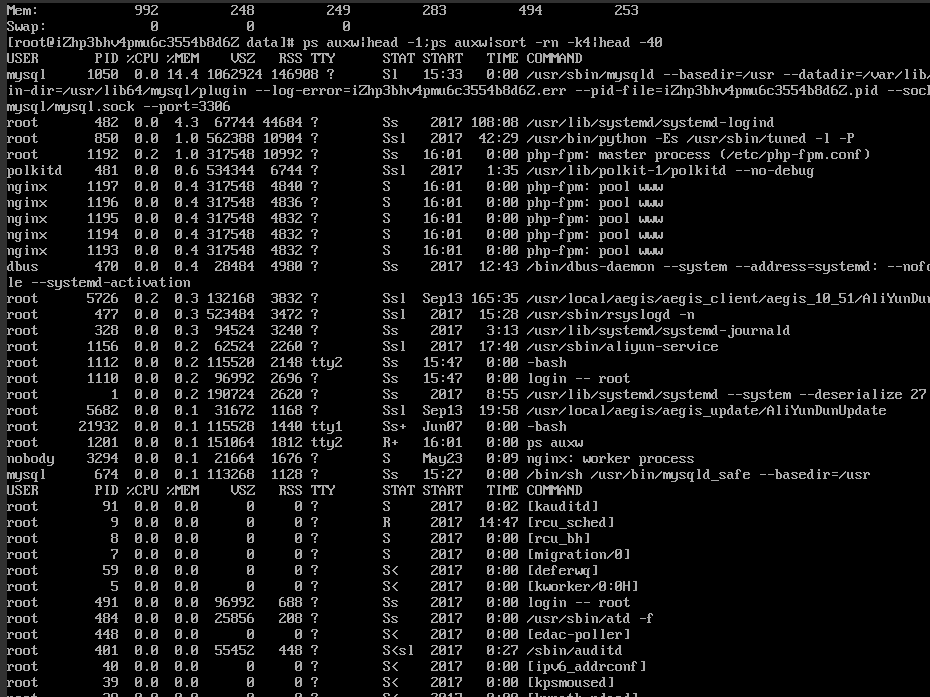 Mem: 992 248 249 283 494 253
Swap: 0 0 0
[root@iZhp3bhv4pmu6c3554b8d6Z data]# ps auxw|head -1;ps auxw|sort -rn -k4|head -40
USER PID %CPU %MEM VSZ RSS TTY STAT START TIME COMMAND
mysql 1050 0.0 14.4 1062924 146908 ? Sl 15:33 0:00 /usr/sbin/mysqld --basedir=/usr --datadir=/var/lib/
in-dir=/usr/lib64/mysql/plugin --log-error=iZhp3bhv4pmu6c3554b8d6Z.err --pid-file=iZhp3bhv4pmu6c3554b8d6Z.pid --soc
mysql/mysql.sock --port=3306
root 482 0.0 4.3 67744 44684 ? Ss 2017 108:08 /usr/lib/systemd/systemd-logind
root 850 0.0 1.0 562388 10904 ? Ssl 2017 42:29 /usr/bin/python -Es /usr/sbin/tuned -l -P
root 1192 0.2 1.0 317548 10992 ? Ss 16:01 0:00 php-fpm: master process (/etc/php-fpm.conf)
polkitd 481 0.0 0.6 534344 6744 ? Ssl 2017 1:35 /usr/lib/polkit-1/polkitd --no-debug
nginx 1197 0.0 0.4 317548 4840 ? S 16:01 0:00 php-fpm: pool www
nginx 1196 0.0 0.4 317548 4836 ? S 16:01 0:00 php-fpm: pool www
nginx 1195 0.0 0.4 317548 4832 ? S 16:01 0:00 php-fpm: pool www
nginx 1194 0.0 0.4 317548 4832 ? S 16:01 0:00 php-fpm: pool www
nginx 1193 0.0 0.4 317548 4832 ? S 16:01 0:00 php-fpm: pool www
dbus 470 0.0 0.4 28484 4980 ? Ss 2017 12:43 /bin/dbus-daemon --system --address=systemd: --nofo
le --systemd-activation
root 5726 0.2 0.3 132168 3832 ? Ssl Sep13 165:35 /usr/local/aegis/aegis_client/aegis_10_51/AliYunDun
root 477 0.0 0.3 523484 3472 ? Ssl 2017 15:28 /usr/sbin/rsyslogd -n
root 328 0.0 0.3 94524 3240 ? Ss 2017 3:13 /usr/lib/systemd/systemd-journald
root 1156 0.0 0.2 62524 2260 ? Ssl 2017 17:40 /usr/sbin/aliyun-service
root 1112 0.0 0.2 115520 2148 tty2 Ss 15:47 0:00 -bash
root 1110 0.0 0.2 96992 2696 ? Ss 15:47 0:00 login -- root
root 1 0.0 0.2 190724 2620 ? Ss 2017 8:55 /usr/lib/systemd/systemd --system --deserialize 27
root 5682 0.0 0.1 31672 1168 ? Ssl Sep13 19:58 /usr/local/aegis/aegis_update/AliYunDunUpdate
root 21932 0.0 0.1 115528 1440 tty1 Ss+ Jun07 0:00 -bash
root 1201 0.0 0.1 151064 1812 tty2 R+ 16:01 0:00 ps auxw
nobody 3294 0.0 0.1 21664 1676 ? S May23 0:09 nginx: worker process
mysql 674 0.0 0.1 113268 1128 ? Ss 15:27 0:00 /bin/sh /usr/bin/mysqld_safe --basedir=/usr
USER PID %CPU %MEM VSZ RSS TTY STAT START TIME COMMAND
root 91 0.0 0.0 0 0 ? S 2017 0:02 [kauditd]
root 9 0.0 0.0 0 0 ? R 2017 14:47 [rcu_sched]
root 8 0.0 0.0 0 0 ? S 2017 0:00 [rcu_bh]
root 7 0.0 0.0 0 0 ? S 2017 0:00 [migration/0]
root 59 0.0 0.0 0 0 ? S< 2017 0:00 [deferwq]
root 5 0.0 0.0 0 0 ? S< 2017 0:00 [kworker/0:0H]
root 491 0.0 0.0 96992 688 ? Ss 2017 0:00 login -- root
root 484 0.0 0.0 25856 208 ? Ss 2017 0:00 /usr/sbin/atd -f
root 448 0.0 0.0 0 0 ? S< 2017 0:00 [edac-poller]
root 401 0.0 0.0 55452 448 ? S<sl 2017 0:27 /sbin/auditd
root 40 0.0 0.0 0 0 ? S< 2017 0:00 [ipv6_addrconf]
root 39 0.0 0.0 0 0 ? S< 2017 0:00 [kpsmoused]